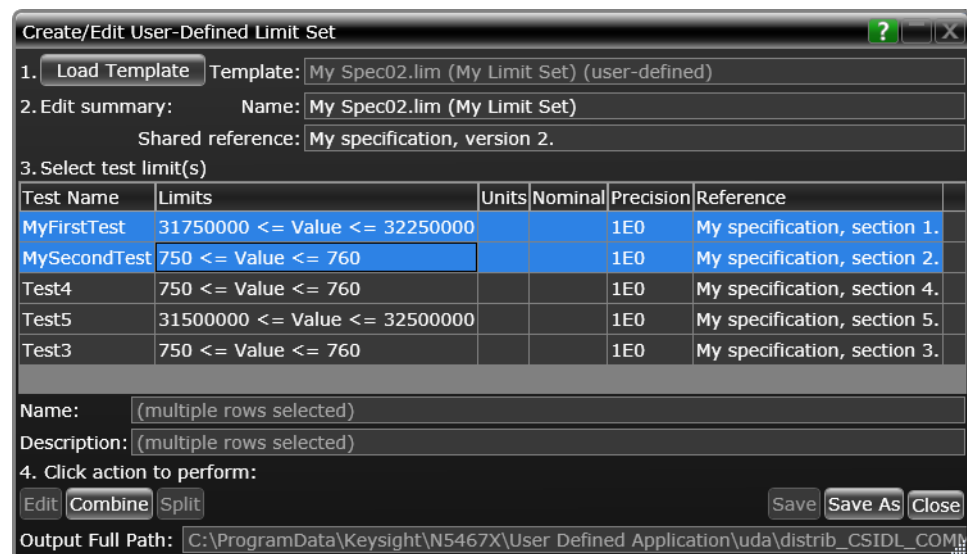 Create/Edit User-Defined Limit Set ? X
1. Load Template Template: My Spec02.lim (My Limit Set) (user-defined)
2. Edit summary: Name: My Spec02.lim (My Limit Set)
Shared reference: My specification, version 2.
3. Select test limit(s)
Test Name Limits Units Nominal Precision Reference
MyFirstTest 31750000 <= Value <= 32250000 1E0 My specification, section 1.
MySecondTest 750 <= Value <= 760 1E0 My specification, section 2.
Test4 750 <= Value <= 760 1E0 My specification, section 4.
Test5 31500000 <= Value <= 32500000 1E0 My specification, section 5.
Test3 750 <= Value <= 760 1E0 My specification, section 3.
Name: (multiple rows selected)
Description: (multiple rows selected)
4. Click action to perform:
Edit Combine Split Save Save As Close
Output Full Path: C:\ProgramData\Keysight\N5467X\User Defined Application\uda\distrib_CSIDL_COM